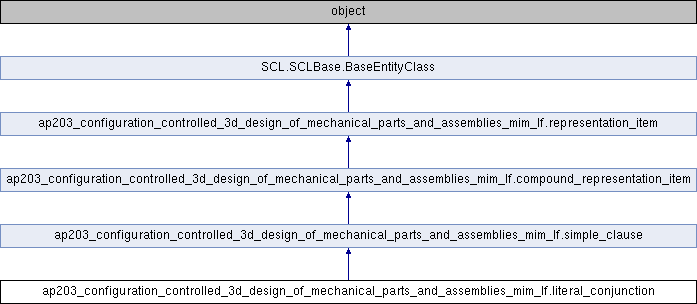 object
SCL.SCLBase.BaseEntityClass
ap203_configuration_controlled_3d_design_of_mechanical_parts_and_assemblies_mim_lf.representation_item
ap203_configuration_controlled_3d_design_of_mechanical_parts_and_assemblies_mim_lf.compound_representation_item
ap203_configuration_controlled_3d_design_of_mechanical_parts_and_assemblies_mim_lf.simple_clause
ap203_configuration_controlled_3d_design_of_mechanical_parts_and_assemblies_mim_lf.literal_conjunction